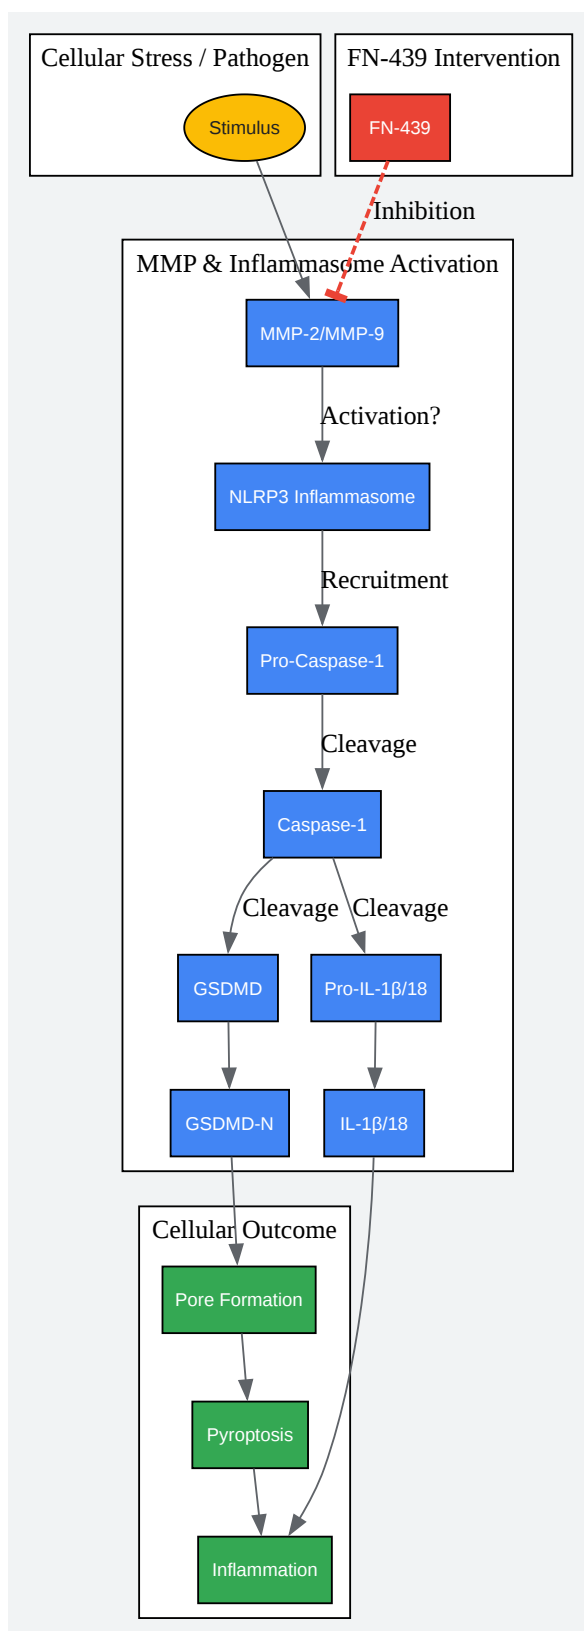 Cellular Stress / Pathogen
FN-439 Intervention
Stimulus
FN-439
Inhibition
MMP & Inflammasome Activation
MMP-2/MMP-9
Activation?
NLRP3 Inflammasome
Recruitment
Pro-Caspase-1
Cleavage
Caspase-1
Cleavage
Cleavage
GSDMD
Pro-IL-1β/18
GSDMD-N
IL-1β/18
Cellular Outcome
Pore Formation
Pyroptosis
Inflammation